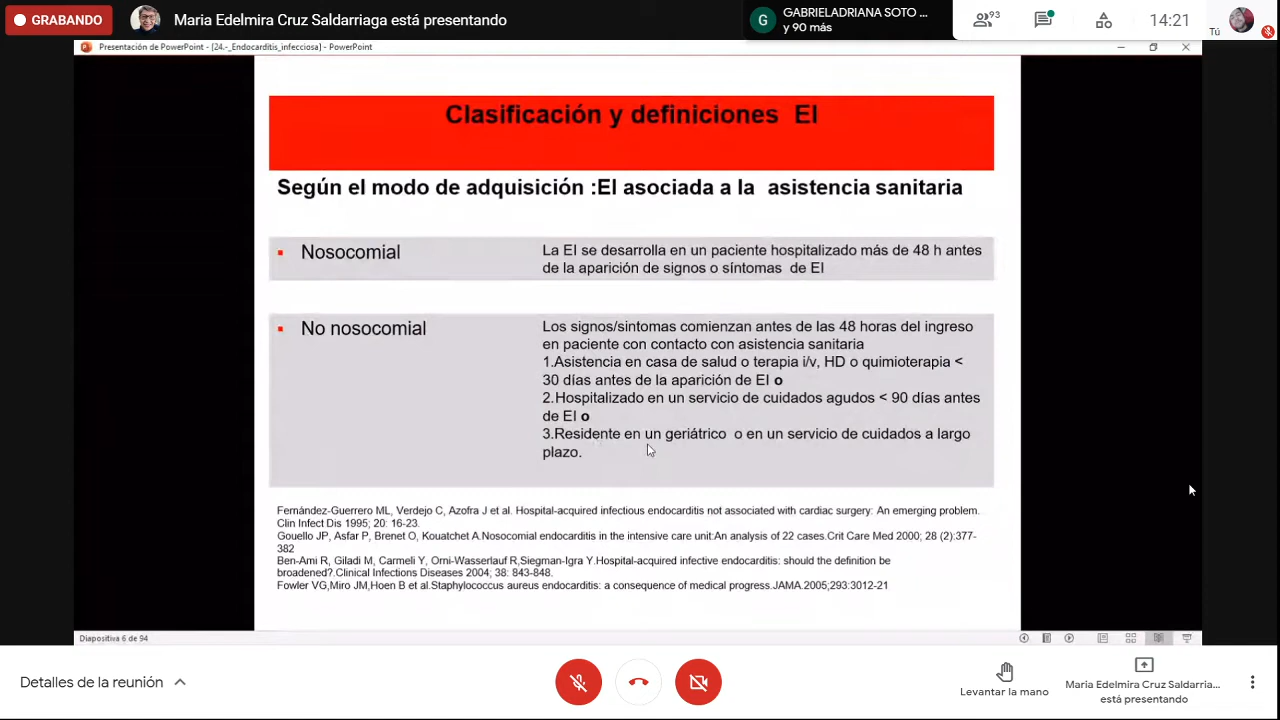 GRABANDO
Maria Edelmira Cruz Saldarriaga está presentando
G
GABRIELADRIANA SOTO ...
y 90 más
93
14:21
Tú
Presentación de PowerPoint - [24.-_Endocarditis_infecciosa] - PowerPoint
Clasificación y definiciones EI
Según el modo de adquisición :EI asociada a la asistencia sanitaria
▪ Nosocomial
La EI se desarrolla en un paciente hospitalizado más de 48 h antes
de la aparición de signos o síntomas de EI
▪ No nosocomial
Los signos/sintomas comienzan antes de las 48 horas del ingreso
en paciente con contacto con asistencia sanitaria
1.Asistencia en casa de salud o terapia i/v, HD o quimioterapia <
30 días antes de la aparición de EI o
2.Hospitalizado en un servicio de cuidados agudos < 90 días antes
de EI o
3.Residente en un geriátrico o en un servicio de cuidados a largo
plazo.
Fernández-Guerrero ML, Verdejo C, Azofra J et al. Hospital-acquired infectious endocarditis not associated with cardiac surgery: An emerging problem.
Clin Infect Dis 1995; 20: 16-23.
Gouello JP, Asfar P, Brenet O, Kouatchet A.Nosocomial endocarditis in the intensive care unit:An analysis of 22 cases.Crit Care Med 2000; 28 (2):377-
382
Ben-Ami R, Giladi M, Carmeli Y, Orni-Wasserlauf R,Siegman-Igra Y.Hospital-acquired infective endocarditis: should the definition be
broadened?.Clinical Infections Diseases 2004; 38: 843-848.
Fowler VG,Miro JM,Hoen B et al.Staphylococcus aureus endocarditis: a consequence of medical progress.JAMA.2005;293:3012-21
Diapositiva 6 de 94
Detalles de la reunión
Levantar la mano
Maria Edelmira Cruz Saldarria...
está presentando